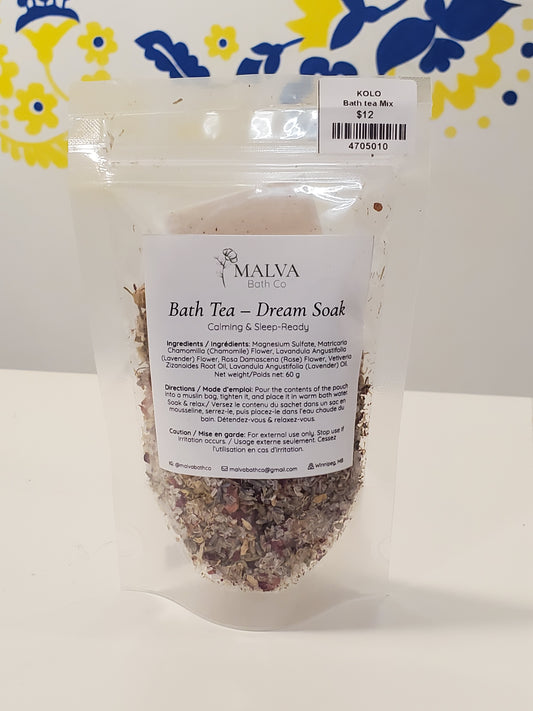 KOLO
Bath tea Mix
$12
4705010
MALVA
Bath Co
Bath Tea – Dream Soak
Calming & Sleep-Ready
Ingredients / Ingrédients: Magnesium Sulfate, Matricaria
Chamomilla (Chamomile) Flower, Lavandula Angustifolia
(Lavender) Flower, Rosa Damascena (Rose) Flower, Vetiveria
Zizanoides Root Oil, Lavandula Angustifolia (Lavender) Oil.
Net weight/Poids net: 60 g
Directions / Mode d'emploi: Pour the contents of the pouch
into a muslin bag, tighten it, and place it in warm bath water.
Soak & relax./ Versez le contenu du sachet dans un sac en
mousseline, serrez-le, puis placez-le dans l'eau chaude du
bain. Détendez-vous & relaxez-vous.
Caution / Mise en garde: For external use only. Stop use if
irritation occurs. / Usage externe seulement. Cessez
l'utilisation en cas d'irritation.
IG: @malvabathco malvabathco@gmail.com Winnipeg, MB